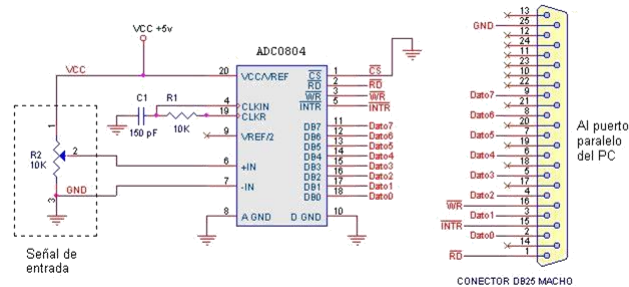 VCC +5v
VCC
ADC0804
20 VCC/VREF
4 CLKIN
19 CLKR
9 VREF/2
6 +IN
7 -IN
8 A GND
D GND 10
CS 1 CS
RD 2 RD
WR 3 WR
INTR 5 INTR
DB7 11 Dato7
DB6 12 Dato6
DB5 13 Dato5
DB4 14 Dato4
DB3 15 Dato3
DB2 16 Dato2
DB1 17 Dato1
DB0 18 Dato0
C1
150 pF
R1
10K
1
R2
10K
2
GND
3
Señal de
entrada
13
GND 25
12
24
11
23
10
22
Dato7 9
21
Dato6 8
20
Dato5 7
19
Dato4 6
18
Dato3 5
17
Dato2 4
WR 16
Dato1 3
INTR 15
Dato0 2
14
RD 1
Al puerto
paralelo
del PC
CONECTOR DB25 MACHO